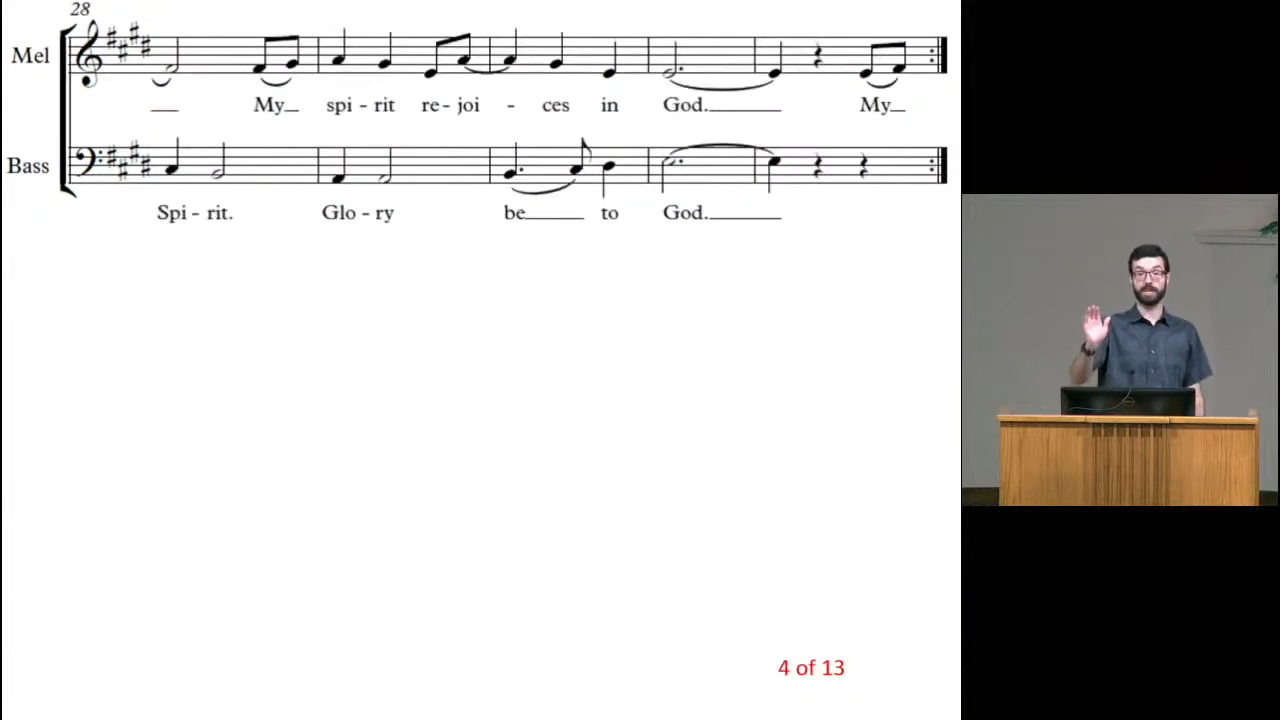 28
Mel
My spi - rit re - joi - ces in God. My
Bass
Spi - rit. Glo - ry be to God.
4 of 13